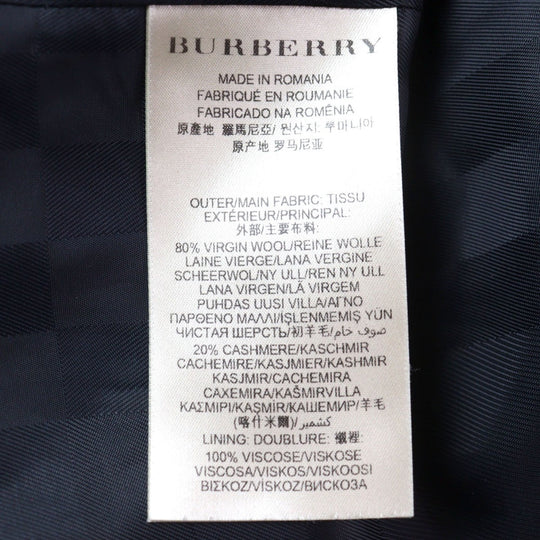 BURBERRY
MADE IN ROMANIA
FABRIQUÉ EN ROUMANIE
FABRICADO NA ROMÊNIA
原產地 羅馬尼亞/ 원산지: 루마니아
原产地 罗马尼亚
OUTER/MAIN FABRIC: TISSU
EXTÉRIEUR/PRINCIPAL:
外部/主要布料:
80% VIRGIN WOOL/REINE WOLLE
LAINE VIERGE/LANA VERGINE
SCHEERWOL/NY ULL/REN NY ULL
LANA VIRGEN/LÃ VIRGEM
PUHDAS UUSI VILLA/ΑΓΝΟ
ΠΑΡΘΕΝΟ ΜΑΛΛΙ/İŞLENMEMİŞ YÜN
ЧИСТАЯ ШЕРСТЬ/初羊毛/صوف خام/
20% CASHMERE/KASCHMIR
CACHEMIRE/KASJMIER/KASHMIR
KASJMIR/CACHEMIRA
CAXEMIRA/KAŠMIRVILLA
ΚΑΣΜΙΡΙ/KAŞMİR/КАШЕМИР/羊毛
(喀什米爾)/كشمير
LINING: DOUBLURE: 襯裡:
100% VISCOSE/VISKOSE
VISCOSA/VISKOS/VISKOOSI
ΒΙΣΚΟΖ/VİSKOZ/ВИСКОЗА